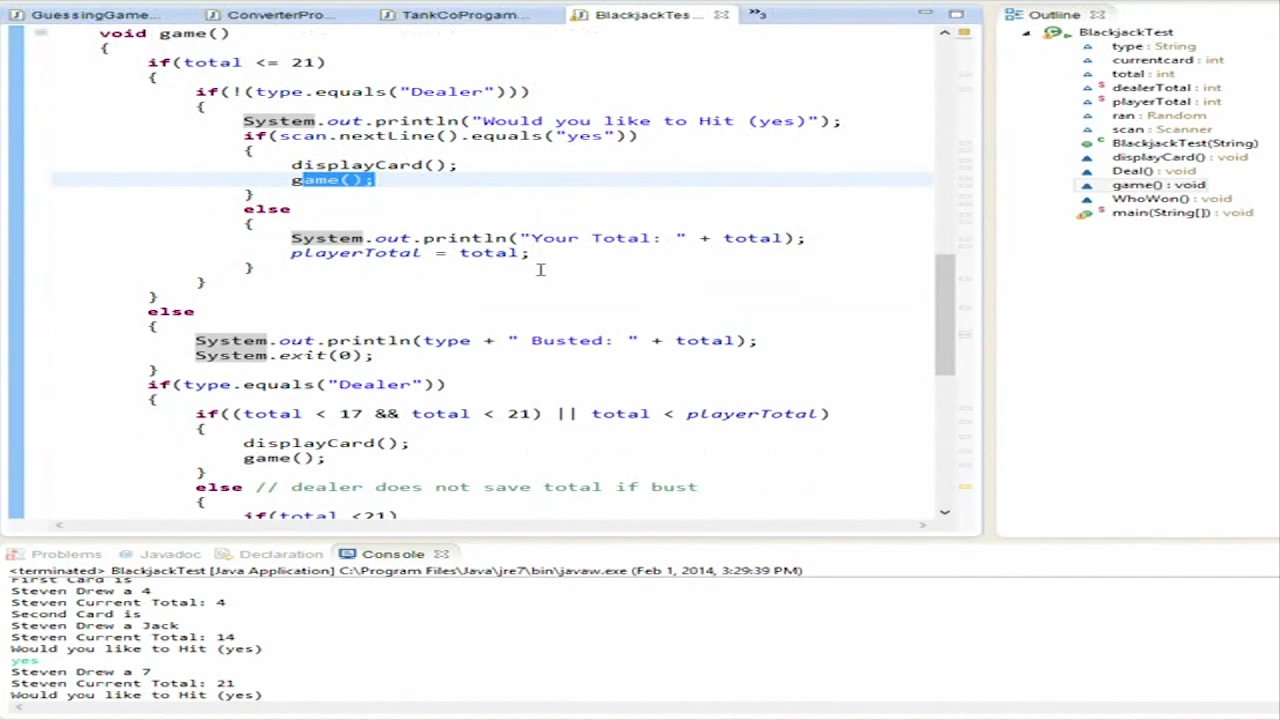 GuessingGame...
ConverterPro...
TankCoProgam...
BlackjackTes...
»3
Outline
void game()
{
if(total <= 21)
{
if(!(type.equals("Dealer")))
{
System.out.println("Would you like to Hit (yes)");
if(scan.nextLine().equals("yes"))
{
displayCard();
game();
}
else
{
System.out.println("Your Total: " + total);
playerTotal = total;
}
}
}
else
{
System.out.println(type + " Busted: " + total);
System.exit(0);
}
if(type.equals("Dealer"))
{
if((total < 17 && total < 21) || total < playerTotal)
{
displayCard();
game();
}
else // dealer does not save total if bust
{
if(total <21)
BlackjackTest
type : String
currentcard : int
total : int
S dealerTotal : int
S playerTotal : int
ran : Random
scan : Scanner
C BlackjackTest(String)
displayCard() : void
Deal() : void
game() : void
WhoWon() : void
S main(String[]) : void
Problems @ Javadoc Declaration Console
<terminated> BlackjackTest [Java Application] C:\Program Files\Java\jre7\bin\javaw.exe (Feb 1, 2014, 3:29:39 PM)
First Card is
Steven Drew a 4
Steven Current Total: 4
Second Card is
Steven Drew a Jack
Steven Current Total: 14
Would you like to Hit (yes)
yes
Steven Drew a 7
Steven Current Total: 21
Would you like to Hit (yes)